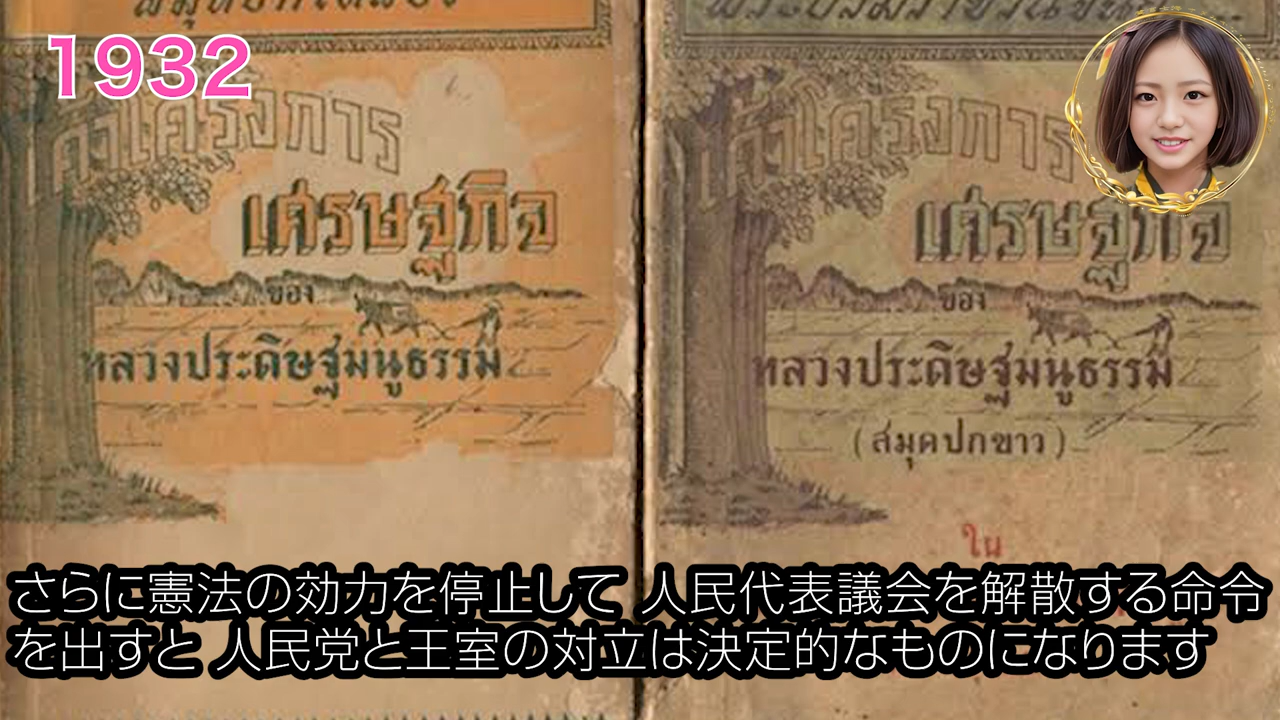 1932
เค้าโครงการ
เศรษฐกิจ
ของ
หลวงประดิษฐมนูธรรม
เค้าโครงการ
เศรษฐกิจ
ของ
หลวงประดิษฐมนูธรรม
(สมุดปกขาว)
ใน
さらに憲法の効力を停止して 人民代表議会を解散する命令
を出すと 人民党と王室の対立は決定的なものになります